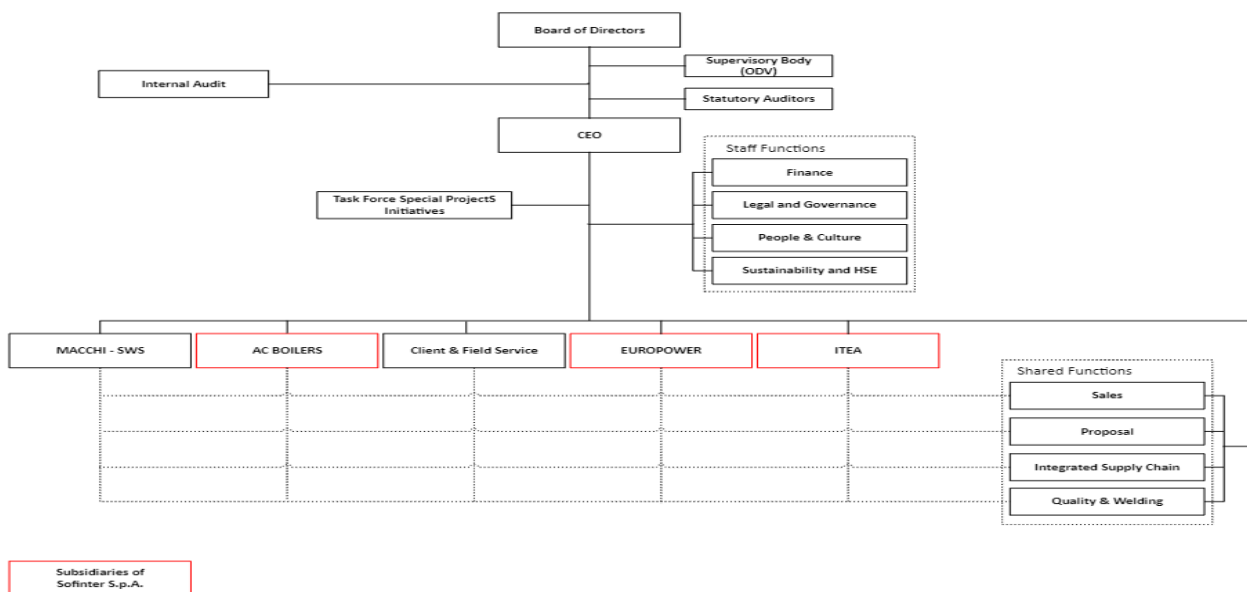 Board of Directors
Supervisory Body
(ODV)
Internal Audit
Statutory Auditors
CEO
Staff Functions
Finance
Task Force Special ProjectS
Initiatives
Legal and Governance
People & Culture
Sustainability and HSE
MACCHI - SWS
AC BOILERS
Client & Field Service
EUROPOWER
ITEA
Shared Functions
Sales
Proposal
Integrated Supply Chain
Quality & Welding
Subsidiaries of
Sofinter S.p.A.